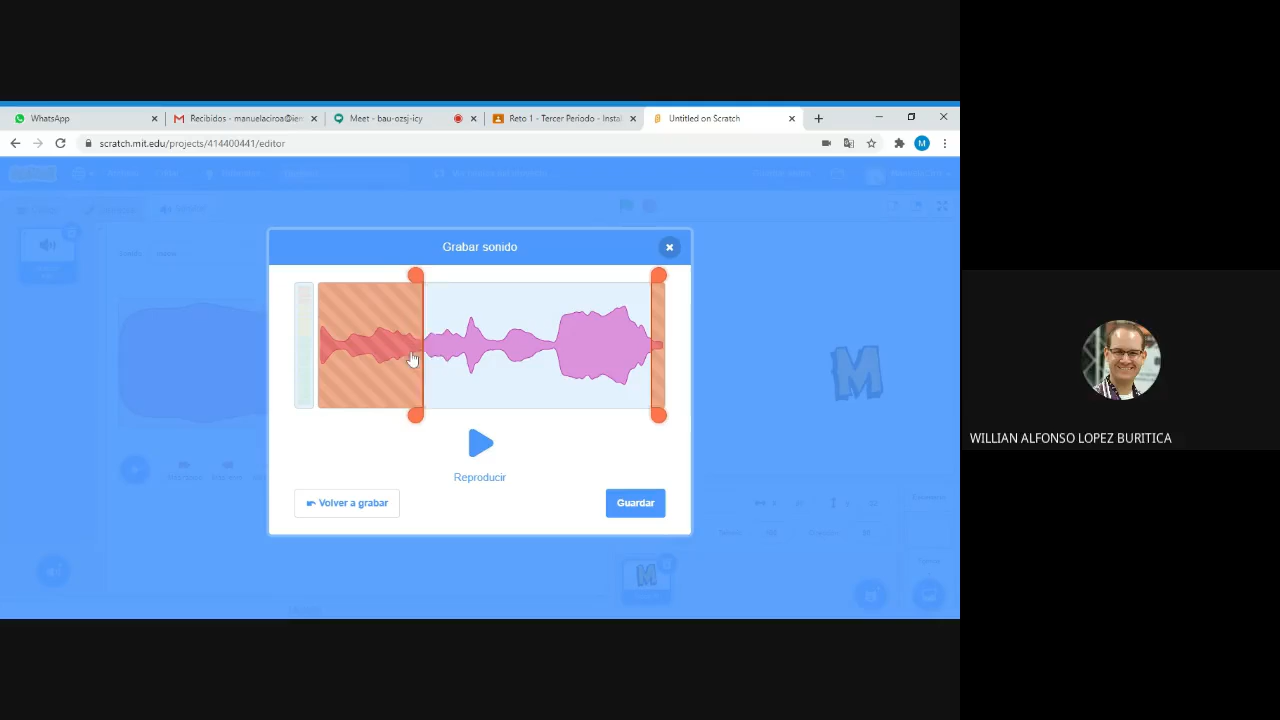 WhatsApp
Recibidos - manuelaciroa@ien
Meet - bau-ozsj-icy
Reto 1 - Tercer Periodo - Instal
Untitled on Scratch
scratch.mit.edu/projects/414400441/editor
M
Grabar sonido
M
Reproducir
WILLIAN ALFONSO LOPEZ BURITICA
Volver a grabar
Guardar
M